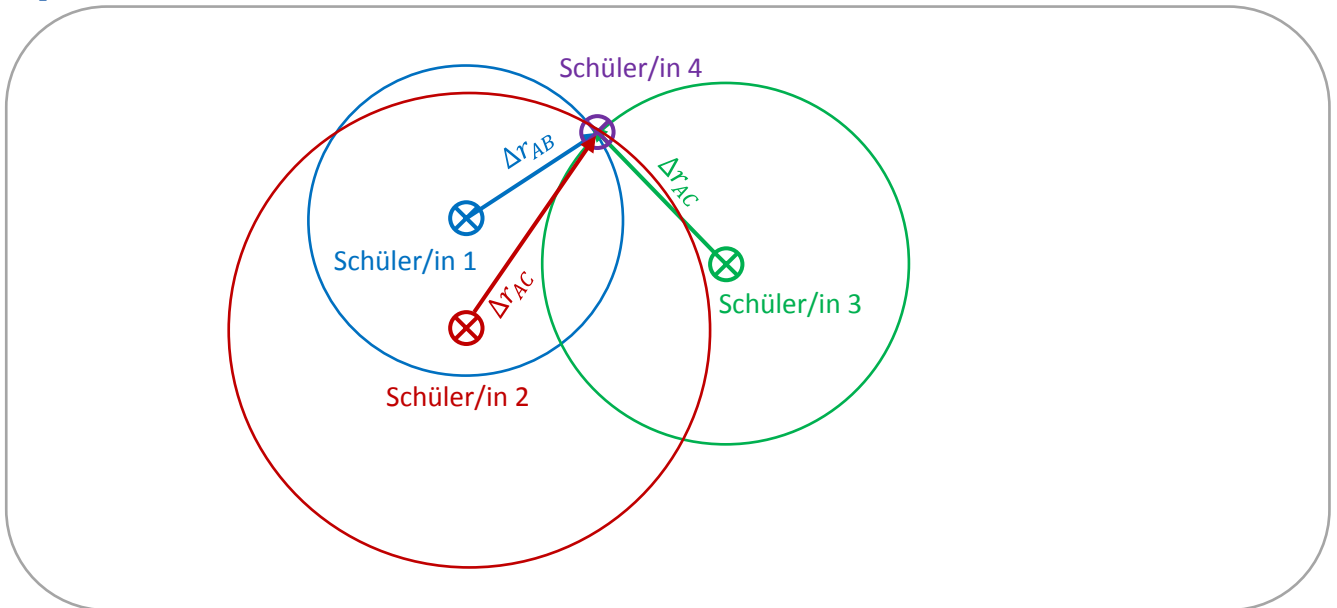 Schüler/in 4
Δr_AB
Δr_AC
Schüler/in 1
Δr_AC
Schüler/in 3
Schüler/in 2